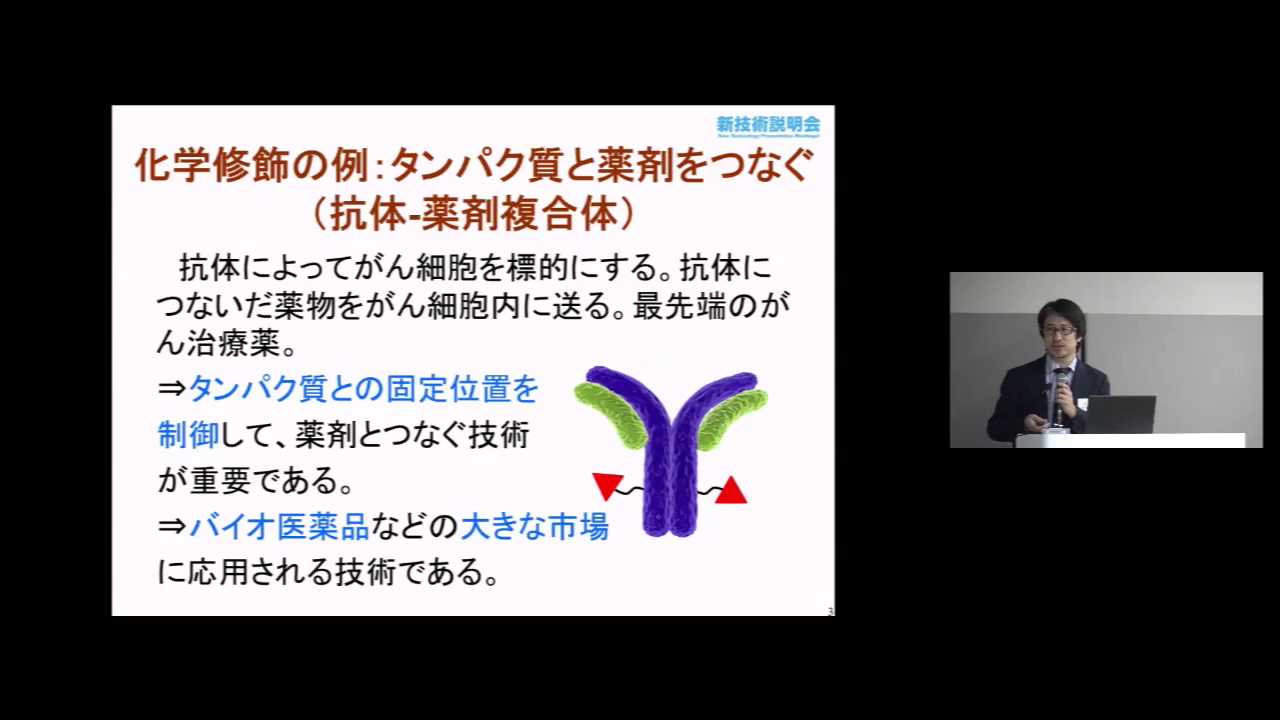 新技術説明会
New Technology Presentation Meetings!
化学修飾の例：タンパク質と薬剤をつなぐ
（抗体-薬剤複合体）
抗体によってがん細胞を標的にする。抗体に
つないだ薬物をがん細胞内に送る。最先端のが
ん治療薬。
⇒タンパク質との固定位置を
制御して、薬剤とつなぐ技術
が重要である。
⇒バイオ医薬品などの大きな市場
に応用される技術である。
3